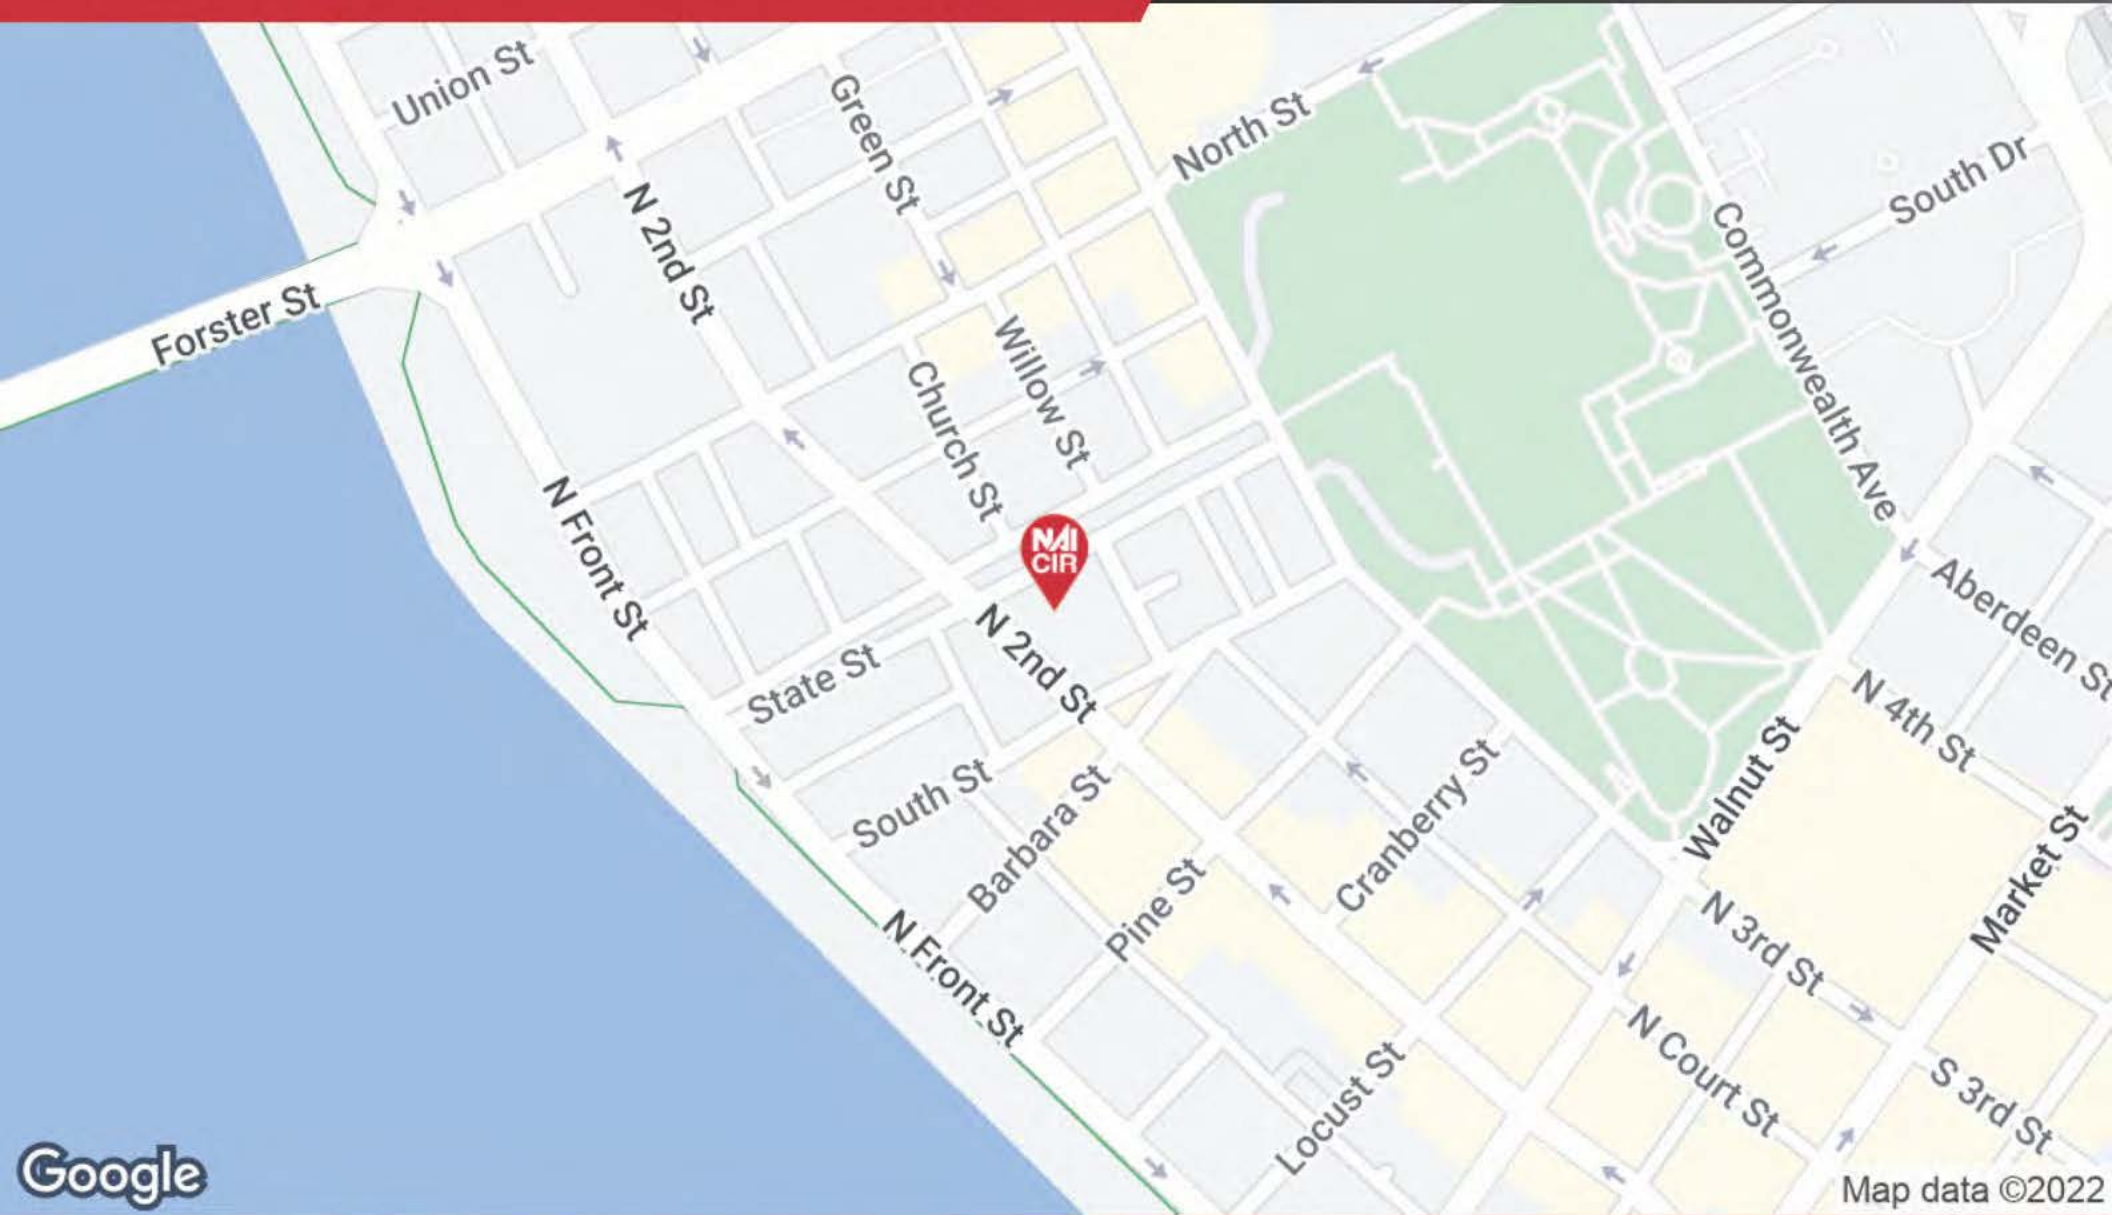 Union St
Green St
North St
South Dr
N 2nd St
Commonwealth Ave
Forster St
Willow St
Church St
N Front St
NAI
CIR
Aberdeen St
N 2nd St
State St
N 4th St
South St
Barbara St
Cranberry St
Walnut St
Market St
Pine St
N Front St
N 3rd St
N Court St
Locust St
S 3rd St
Google
Map data ©2022